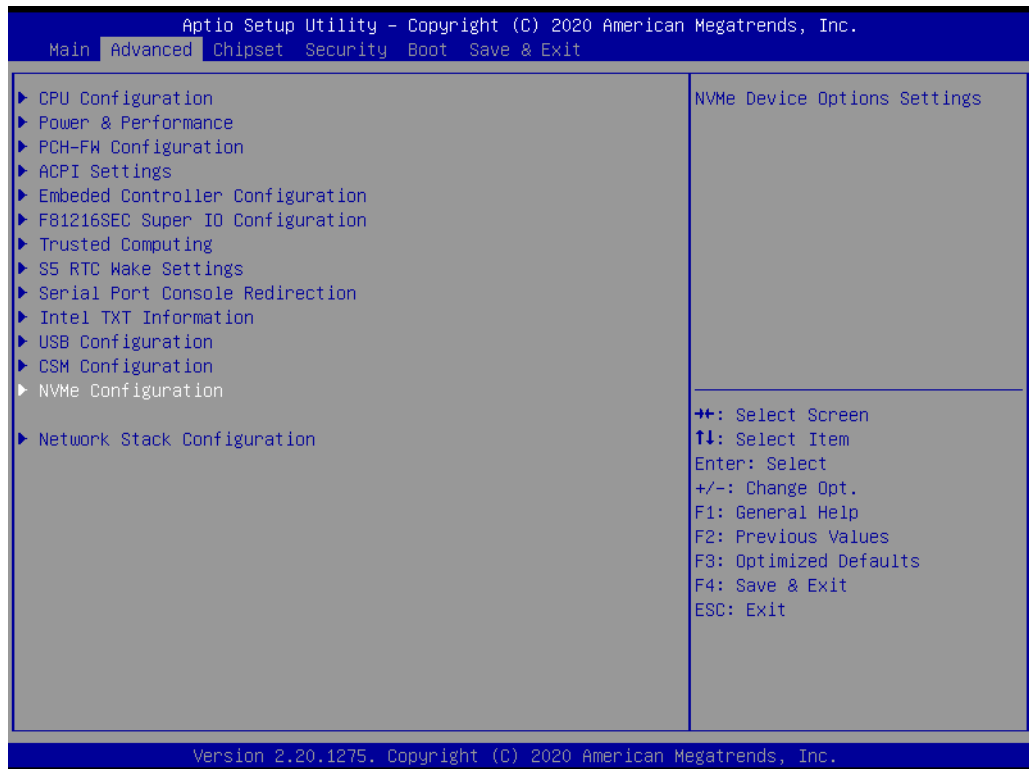 Aptio Setup Utility – Copyright (C) 2020 American Megatrends, Inc.
Main Advanced Chipset Security Boot Save & Exit
▶ CPU Configuration
▶ Power & Performance
▶ PCH-FW Configuration
▶ ACPI Settings
▶ Embeded Controller Configuration
▶ F81216SEC Super IO Configuration
▶ Trusted Computing
▶ S5 RTC Wake Settings
▶ Serial Port Console Redirection
▶ Intel TXT Information
▶ USB Configuration
▶ CSM Configuration
▶ NVMe Configuration
▶ Network Stack Configuration
NVMe Device Options Settings
→←: Select Screen
↑↓: Select Item
Enter: Select
+/-: Change Opt.
F1: General Help
F2: Previous Values
F3: Optimized Defaults
F4: Save & Exit
ESC: Exit
Version 2.20.1275. Copyright (C) 2020 American Megatrends, Inc.